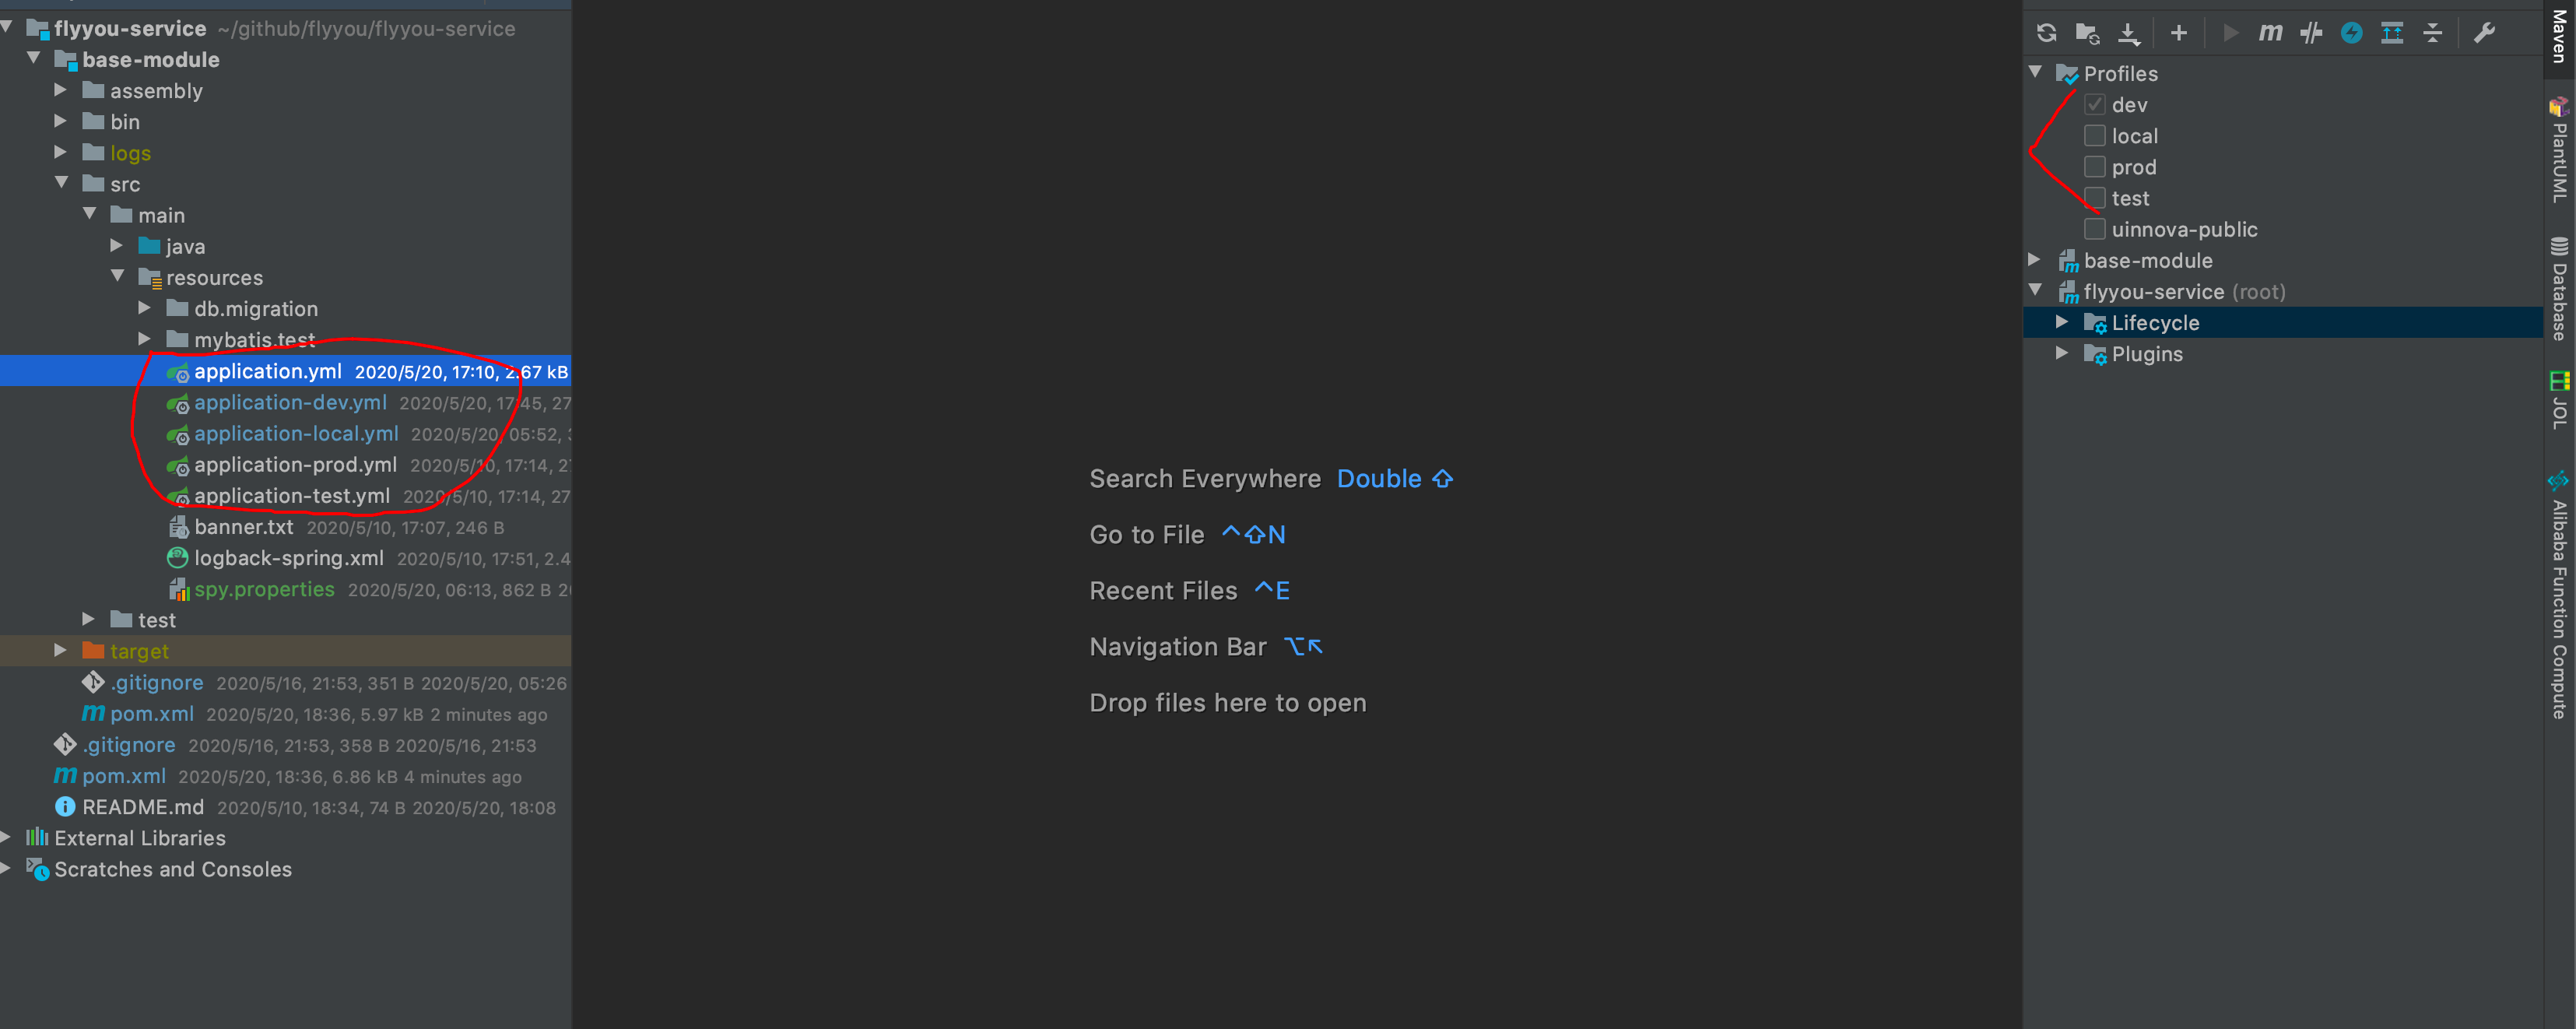 flyyou-service ~/github/flyyou/flyyou-service
base-module
assembly
bin
logs
src
main
java
resources
db.migration
mybatis.test
application.yml 2020/5/20, 17:10, 2.67 kB
application-dev.yml 2020/5/20, 17:45, 27
application-local.yml 2020/5/20, 05:52,
application-prod.yml 2020/5/10, 17:14, 27
application-test.yml 2020/5/10, 17:14, 27
banner.txt 2020/5/10, 17:07, 246 B
logback-spring.xml 2020/5/10, 17:51, 2.4
spy.properties 2020/5/20, 06:13, 862 B 20
test
target
.gitignore 2020/5/16, 21:53, 351 B 2020/5/20, 05:26
pom.xml 2020/5/20, 18:36, 5.97 kB 2 minutes ago
.gitignore 2020/5/16, 21:53, 358 B 2020/5/16, 21:53
pom.xml 2020/5/20, 18:36, 6.86 kB 4 minutes ago
README.md 2020/5/10, 18:34, 74 B 2020/5/20, 18:08
External Libraries
Scratches and Consoles
Search Everywhere Double ⇧
Go to File ^⇧N
Recent Files ^E
Navigation Bar ⌥↖
Drop files here to open
Profiles
dev
local
prod
test
uinnova-public
base-module
flyyou-service (root)
Lifecycle
Plugins
Maven
PlantUML
Database
JOL
Alibaba Function Compute